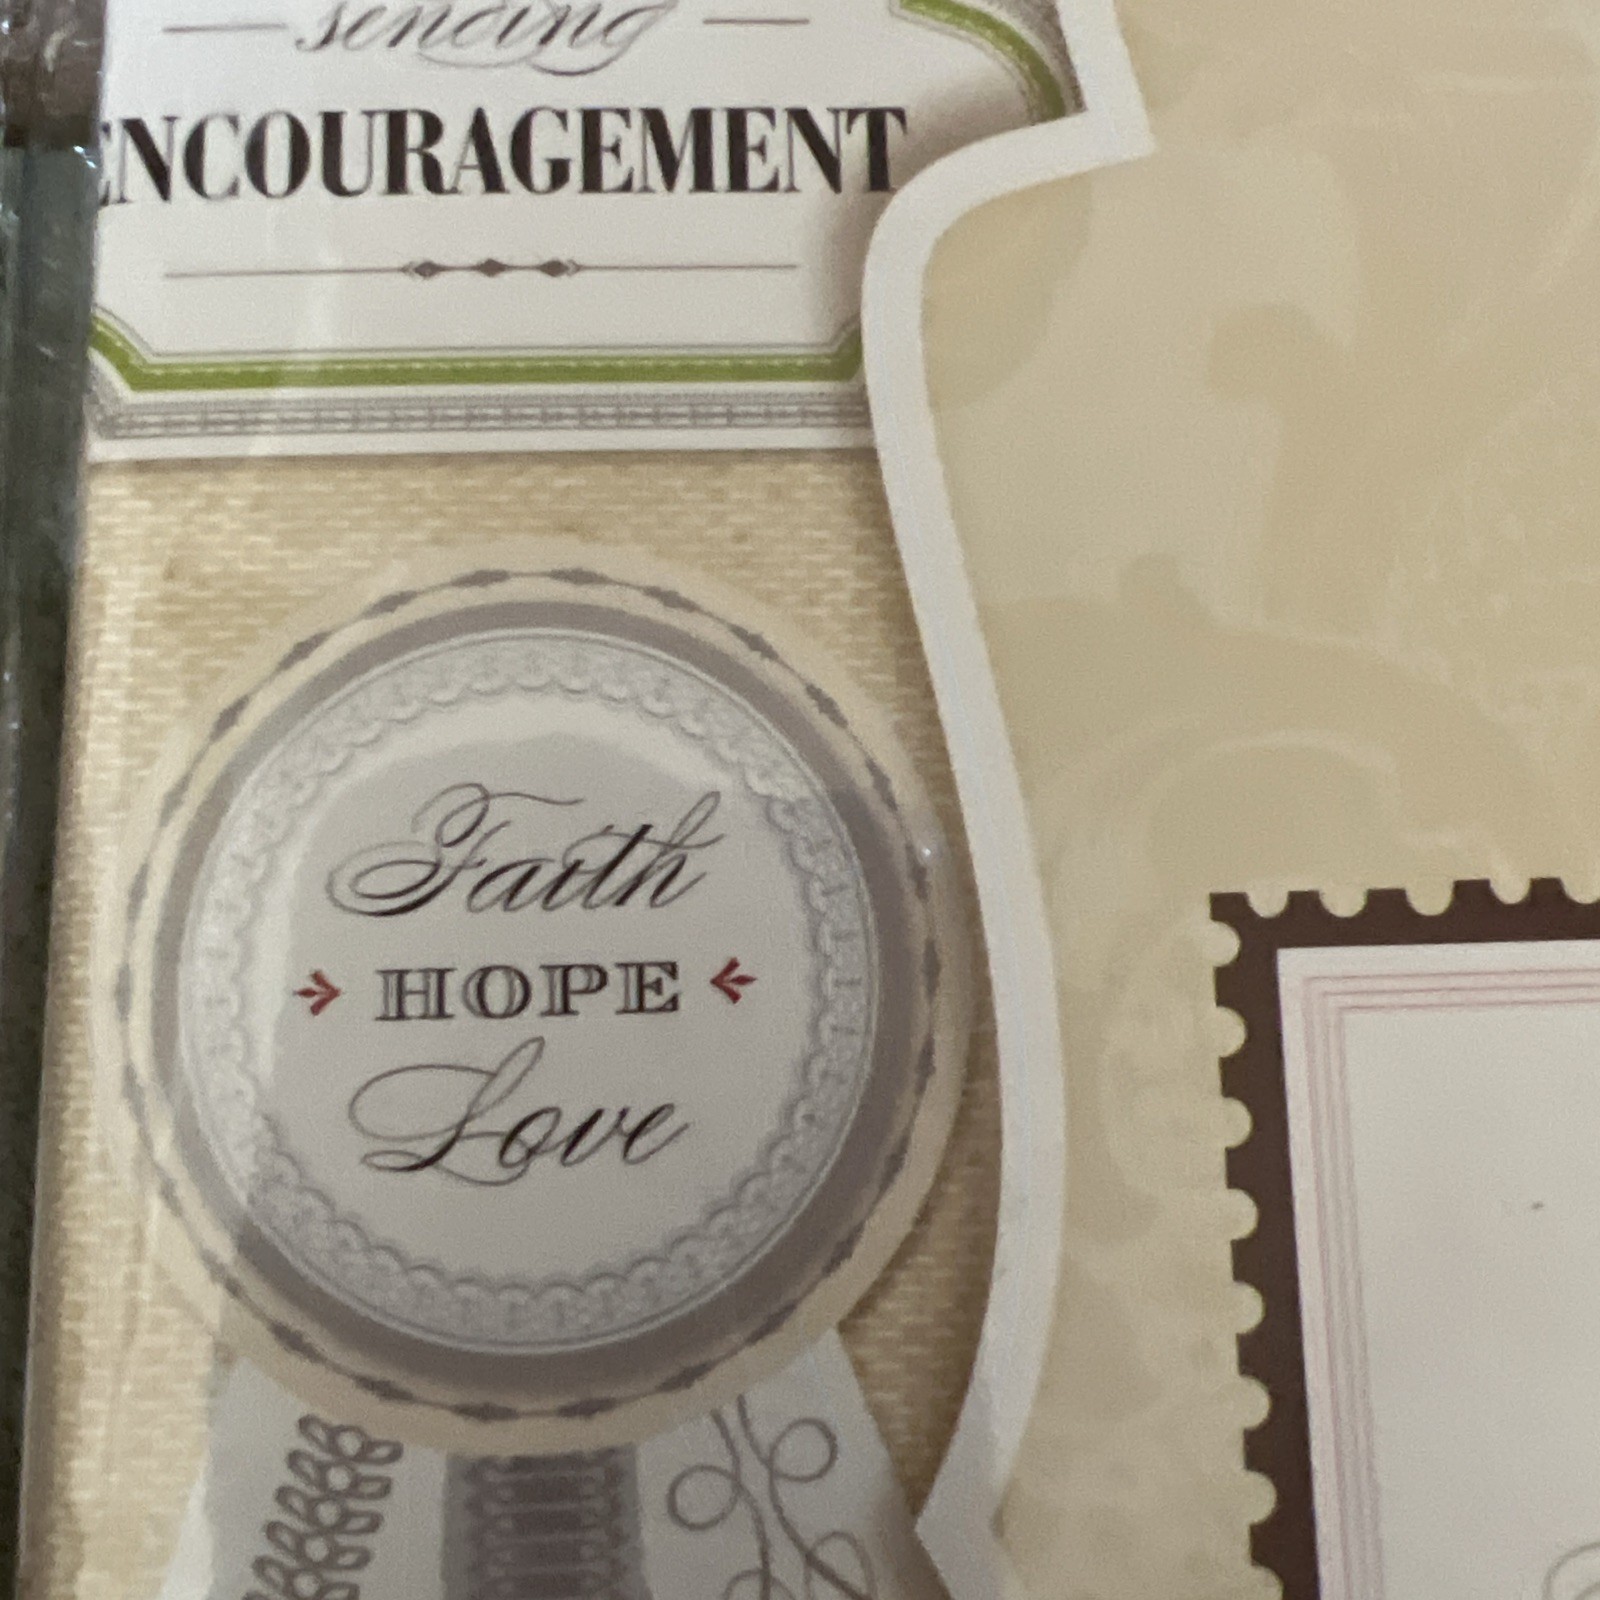 sending
ENCOURAGEMENT
Faith
HOPE
Love